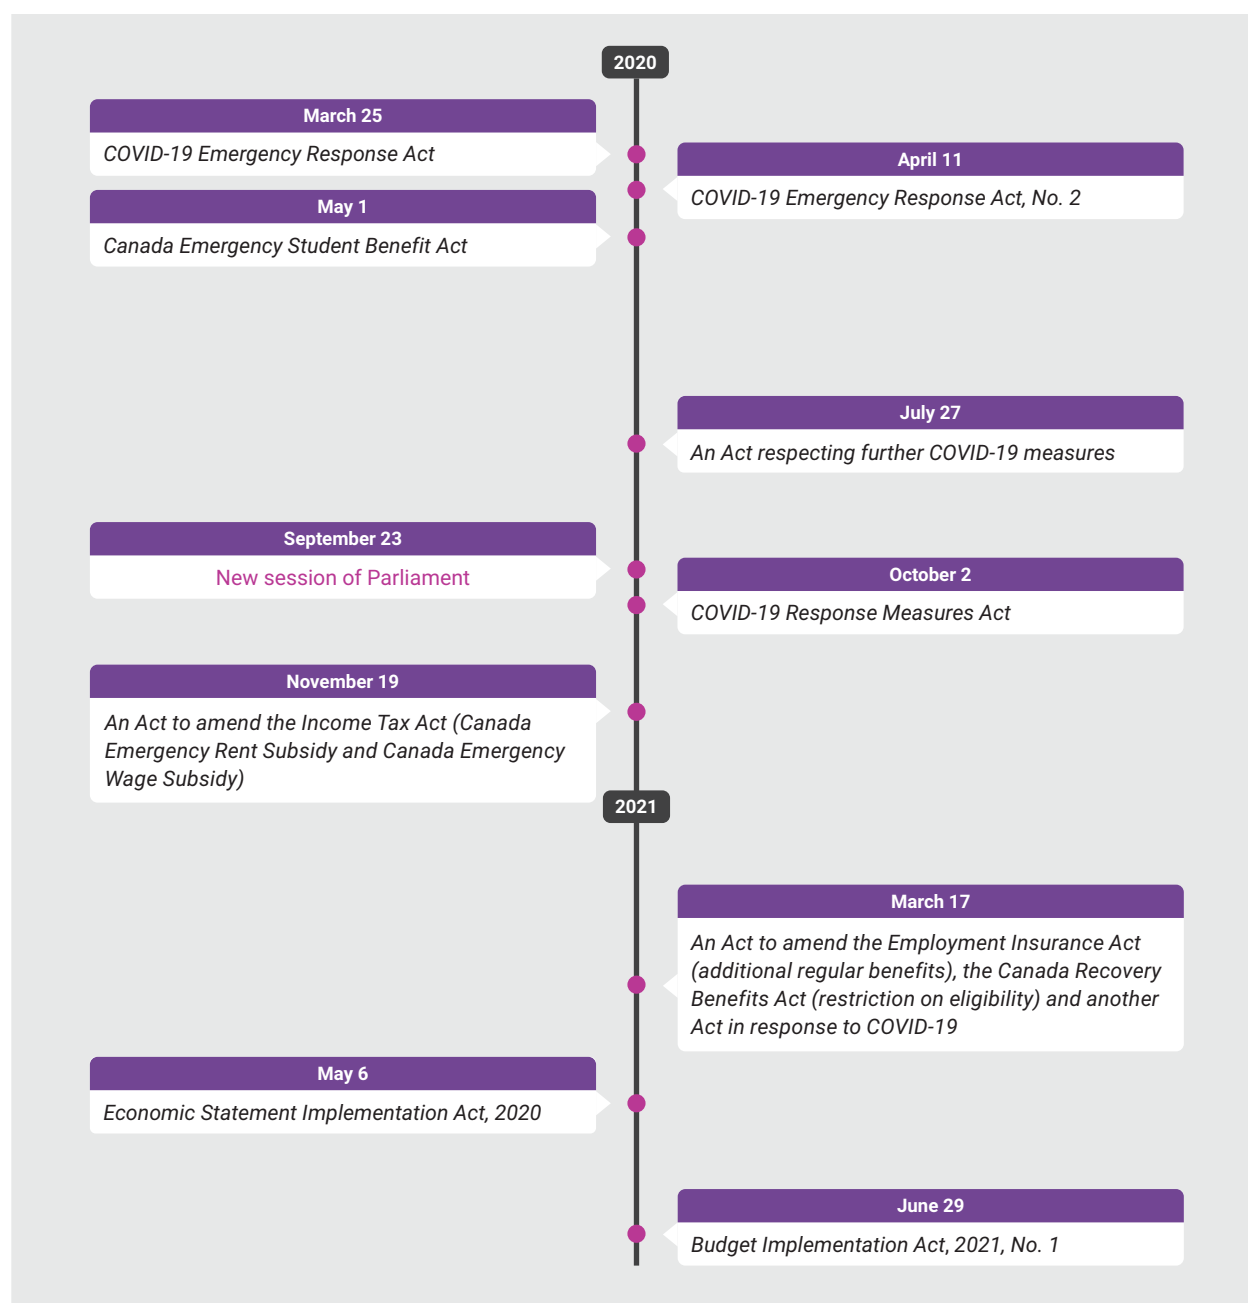 2020
March 25
COVID-19 Emergency Response Act
April 11
COVID-19 Emergency Response Act, No. 2
May 1
Canada Emergency Student Benefit Act
July 27
An Act respecting further COVID-19 measures
September 23
New session of Parliament
October 2
COVID-19 Response Measures Act
November 19
An Act to amend the Income Tax Act (Canada
Emergency Rent Subsidy and Canada Emergency
Wage Subsidy)
2021
March 17
An Act to amend the Employment Insurance Act
(additional regular benefits), the Canada Recovery
Benefits Act (restriction on eligibility) and another
Act in response to COVID-19
May 6
Economic Statement Implementation Act, 2020
June 29
Budget Implementation Act, 2021, No. 1